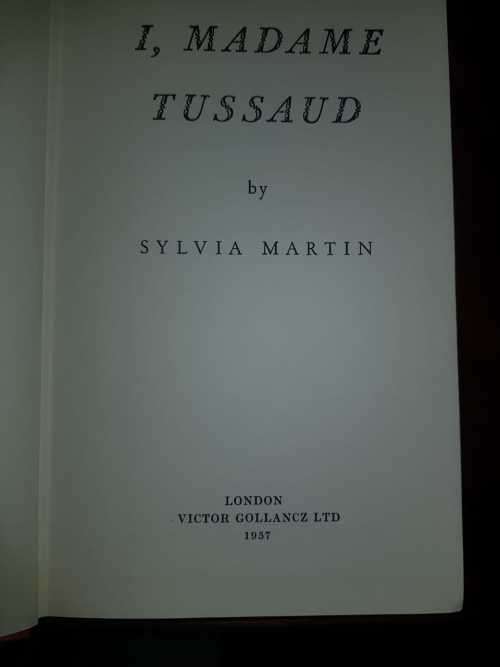 I, MADAME
TUSSAUD
by
SYLVIA MARTIN
LONDON
VICTOR GOLLANCZ LTD
1957